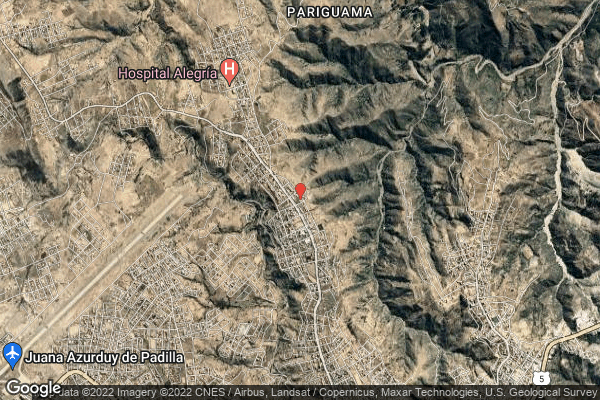 PARIGUAMA
Hospital Alegría
H
Juana Azurduy de Padilla
5
Google
Data ©2022 Imagery ©2022 CNES / Airbus, Landsat / Copernicus, Maxar Technologies, U.S. Geological Survey